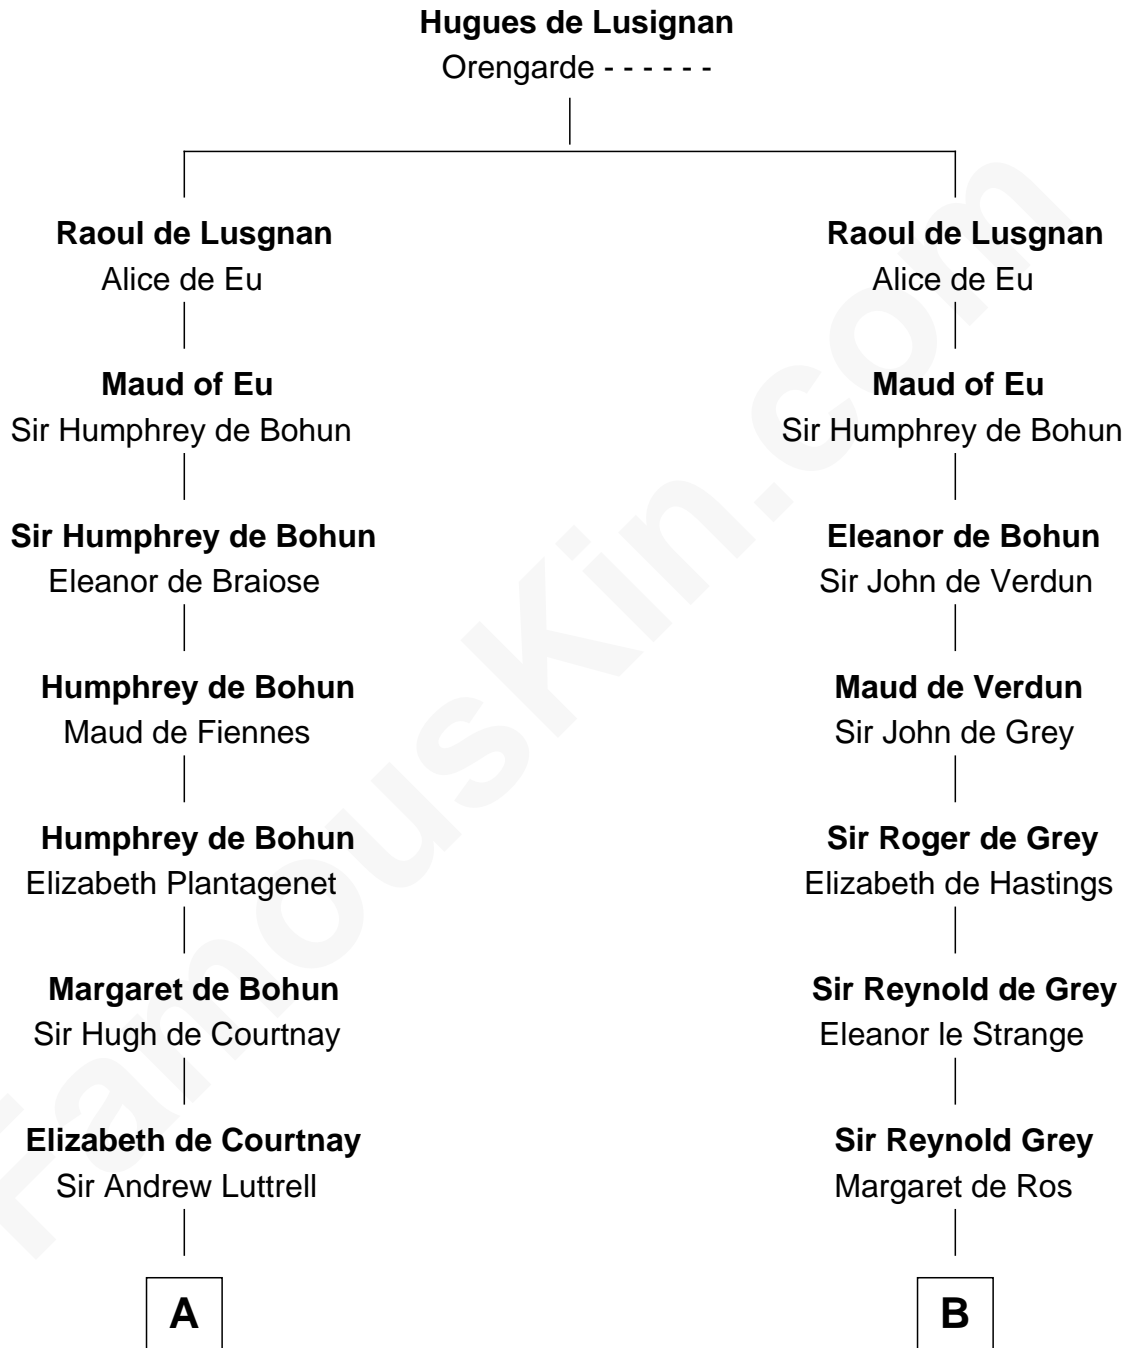 Hugues de Lusignan
Orengarde - - - - - -
Raoul de Lusgnan
Alice de Eu
Maud of Eu
Sir Humphrey de Bohun
Sir Humphrey de Bohun
Eleanor de Braiose
Humphrey de Bohun
Maud de Fiennes
Humphrey de Bohun
Elizabeth Plantagenet
Margaret de Bohun
Sir Hugh de Courtnay
Elizabeth de Courtnay
Sir Andrew Luttrell
A
Raoul de Lusgnan
Alice de Eu
Maud of Eu
Sir Humphrey de Bohun
Eleanor de Bohun
Sir John de Verdun
Maud de Verdun
Sir John de Grey
Sir Roger de Grey
Elizabeth de Hastings
Sir Reynold de Grey
Eleanor le Strange
Sir Reynold Grey
Margaret de Ros
B
FamousKin.com